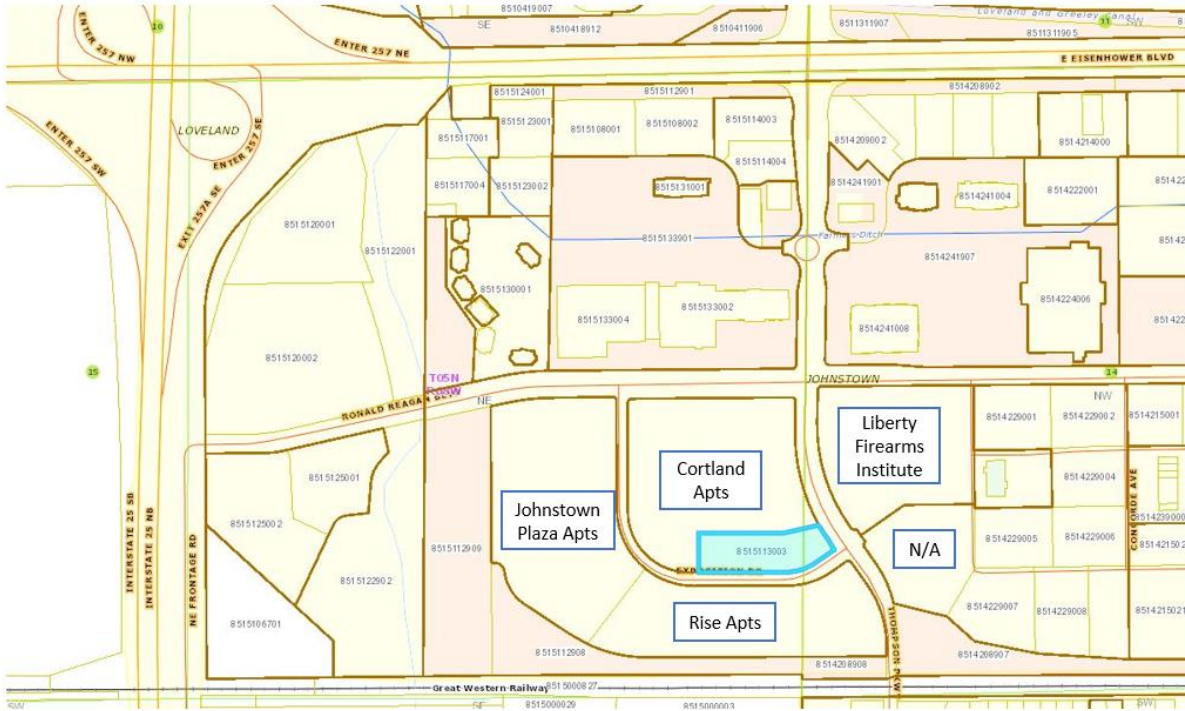 8510419007
SE
8510418912
8510411906
Loveland and Greeley Canal
11
SW
8511311907
8511311905
10
ENTER 257 NW
ENTER 257 NE
E EISENHOWER BLVD
LOVELAND
ENTER 257 SE
ENTER 257 SW
EXIT 257A SE
8515124001
8515112901
8514208902
8515123001
8515117001
8515108001
8515108002
8515114003
8514209002
8514214000
8515114004
8515117004
8515123002
8515131001
8514241901
8514241004
8514222001
8515120001
8515122001
8515133901
Farmers Ditch
8514241907
8515130001
8514224006
8515133004
8515133002
8514241008
8515120002
15
T05N
NE
RONALD REAGAN
JOHNSTOWN
14
NW
Liberty
Firearms
Institute
8514229001
8514229002
8514215001
Cortland
Apts
8515125001
8514229004
CONCORDE AVE
Johnstown
Plaza Apts
8515125002
8515112909
8515113003
N/A
8514229005
8514229006
INTERSTATE 25 SB
INTERSTATE 25 NB
NE FRONTAGE RD
8515122902
8515106701
Rise Apts
8514229007
8514229008
8514215021
THOMPSON PKWY
8515112908
8514208908
8514208907
Great Western Railway
8515000827
SW
SE
8515000029
8515000003
SW